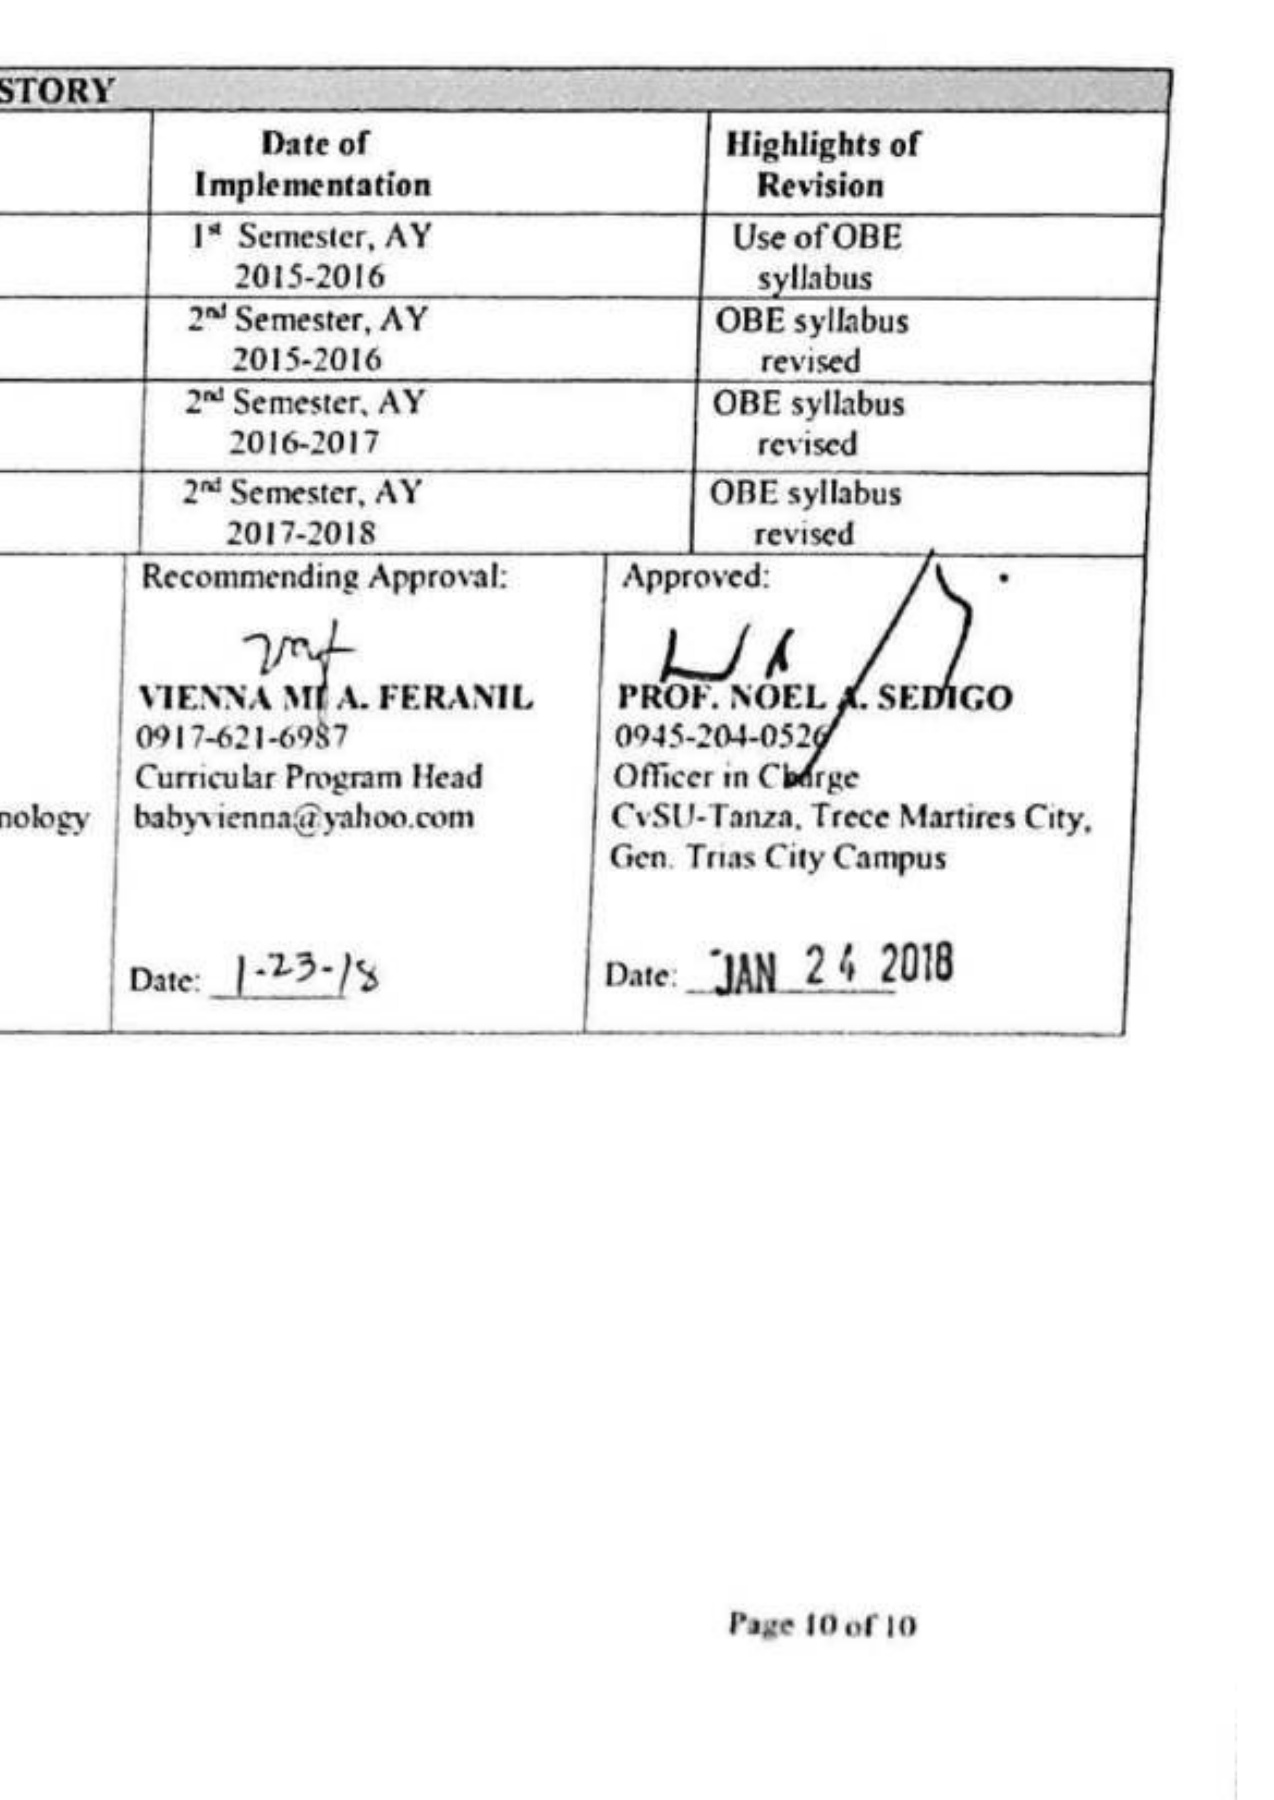 STORY
Date of
Implementation
Highlights of
Revision
1st Semester, AY
2015-2016
Use of OBE
syllabus
2nd Semester, AY
2015-2016
OBE syllabus
revised
2nd Semester, AY
2016-2017
OBE syllabus
revised
2nd Semester, AY
2017-2018
OBE syllabus
revised
nology
Recommending Approval:
VIENNA MI A. FERANIL
0917-621-6987
Curricular Program Head
babyvienna@yahoo.com
Date: 1-23-18
Approved:
PROF. NOEL A. SEDIGO
0945-204-0526
Officer in Charge
CvSU-Tanza, Trece Martires City,
Gen. Trias City Campus
Date: JAN 24 2018
Page 10 of 10